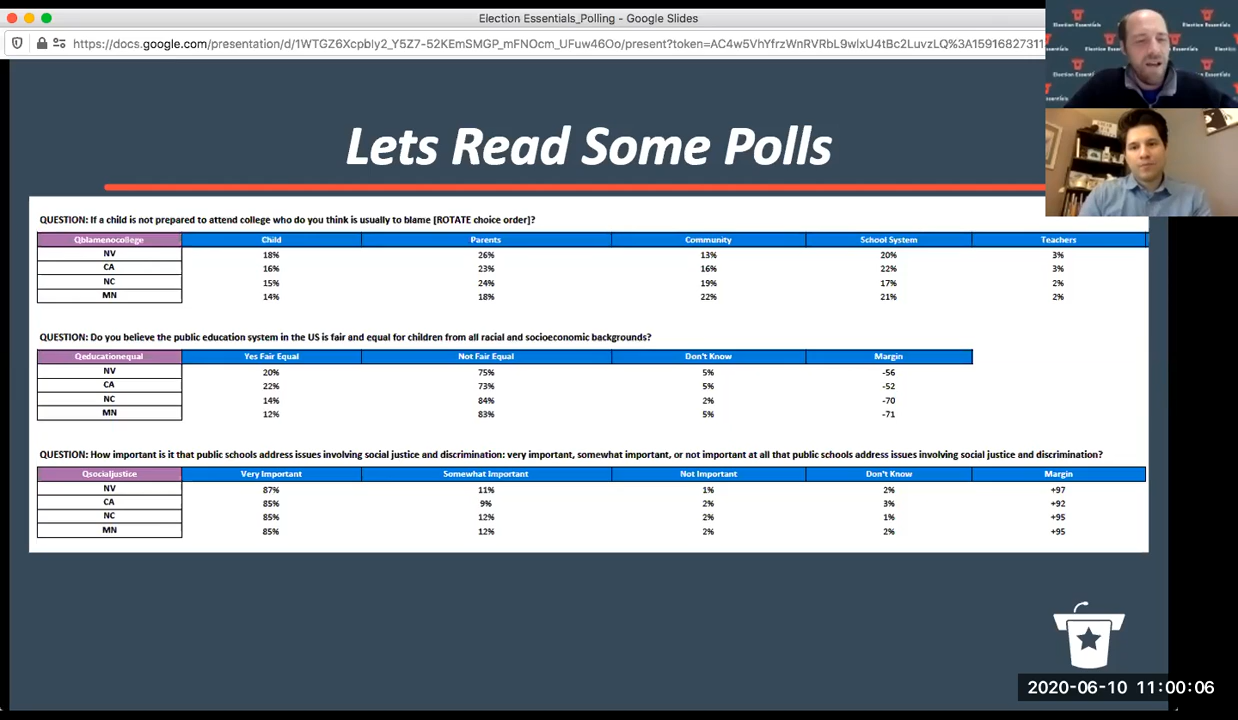 Election Essentials_Polling - Google Slides
Lets Read Some Polls
QUESTION: If a child is not prepared to attend college who do you think is usually to blame [ROTATE choice order]?
Qblamenocollege Child Parents Community School System Teachers
NV 18% 26% 13% 20% 3%
CA 16% 23% 16% 22% 3%
NC 15% 24% 19% 17% 2%
MN 14% 18% 22% 21% 2%
QUESTION: Do you believe the public education system in the US is fair and equal for children from all racial and socioeconomic backgrounds?
Qeducationequal Yes Fair Equal Not Fair Equal Don't Know Margin
NV 20% 75% 5% -56
CA 22% 73% 5% -52
NC 14% 84% 2% -70
MN 12% 83% 5% -71
QUESTION: How important is it that public schools address issues involving social justice and discrimination: very important, somewhat important, or not important at all that public schools address issues involving social justice and discrimination?
Qsocialjustice Very Important Somewhat Important Not Important Don't Know Margin
NV 87% 11% 1% 2% +97
CA 85% 9% 2% 3% +92
NC 85% 12% 2% 1% +95
MN 85% 12% 2% 2% +95
2020-06-10 11:00:06